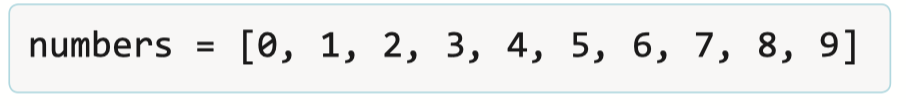 numbers = [0, 1, 2, 3, 4, 5, 6, 7, 8, 9]